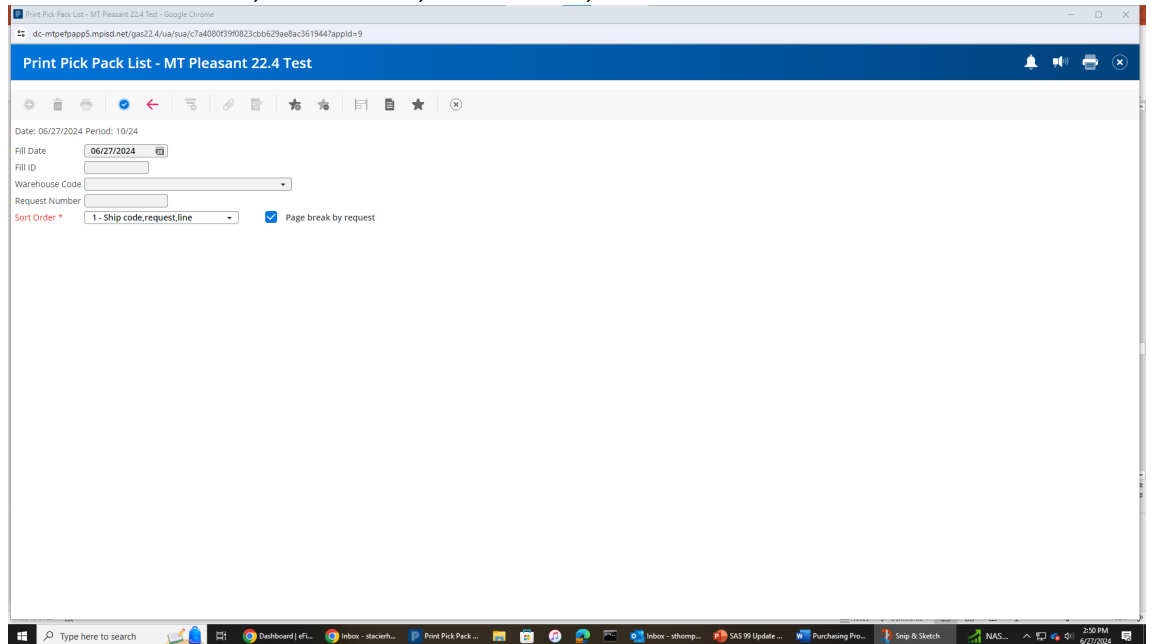 Print Pick Pack List - MT Pleasant 22.4 Test - Google Chrome
dc-mtpefpapp5.mpisd.net/gas22.4/ua/sua/c7a4080f39f0823cbb629ae8ac361944?appId=9
Print Pick Pack List - MT Pleasant 22.4 Test
Date: 06/27/2024 Period: 10/24
Fill Date 06/27/2024
Fill ID
Warehouse Code
Request Number
Sort Order * 1 - Ship code,request,line Page break by request
Type here to search Dashboard | eFi... Inbox - stacierh... Print Pick Pack ... Inbox - sthomp... SAS 99 Update ... Purchasing Pro... Snip & Sketch NAS... 2:50 PM
6/27/2024